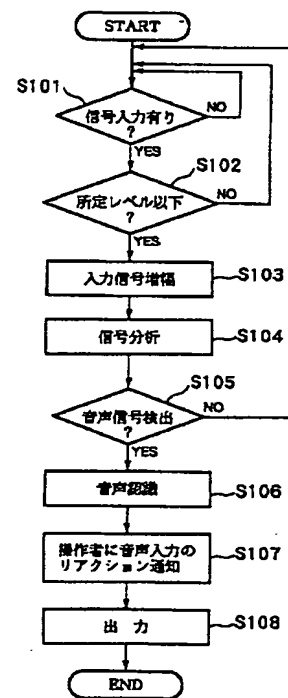 START
S101
信号入力有り
?
NO
YES
S102
所定レベル以下
?
NO
YES
入力信号増幅
S103
信号分析
S104
S105
音声信号検出
?
NO
YES
音声認識
S106
操作者に音声入力の
リアクション通知
S107
出力
S108
END